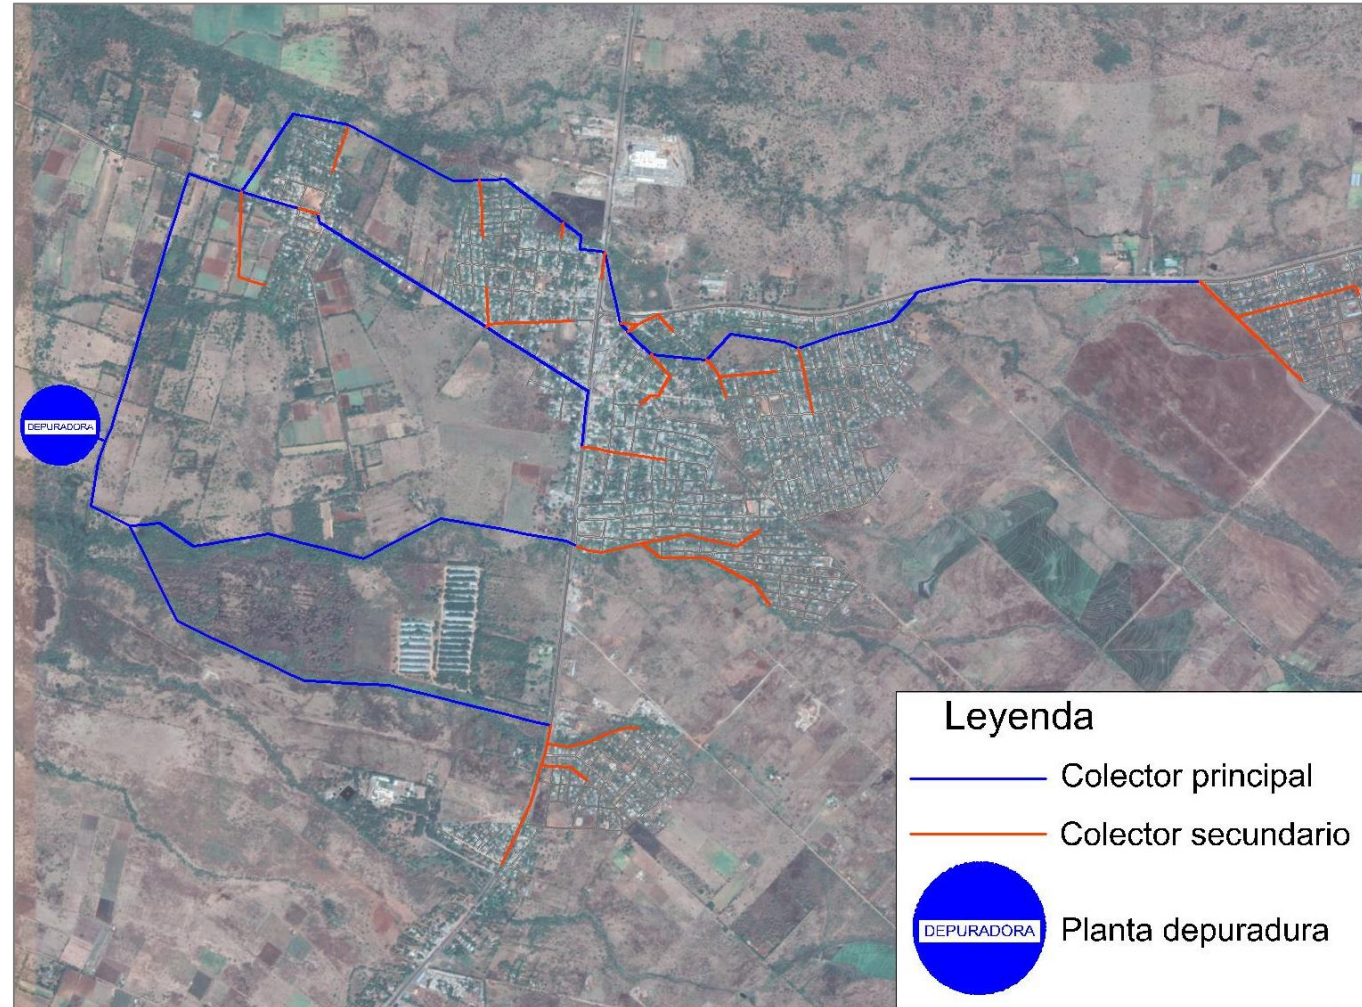 DEPURADORA
Leyenda
Colector principal
Colector secundario
DEPURADORA
Planta depuradura